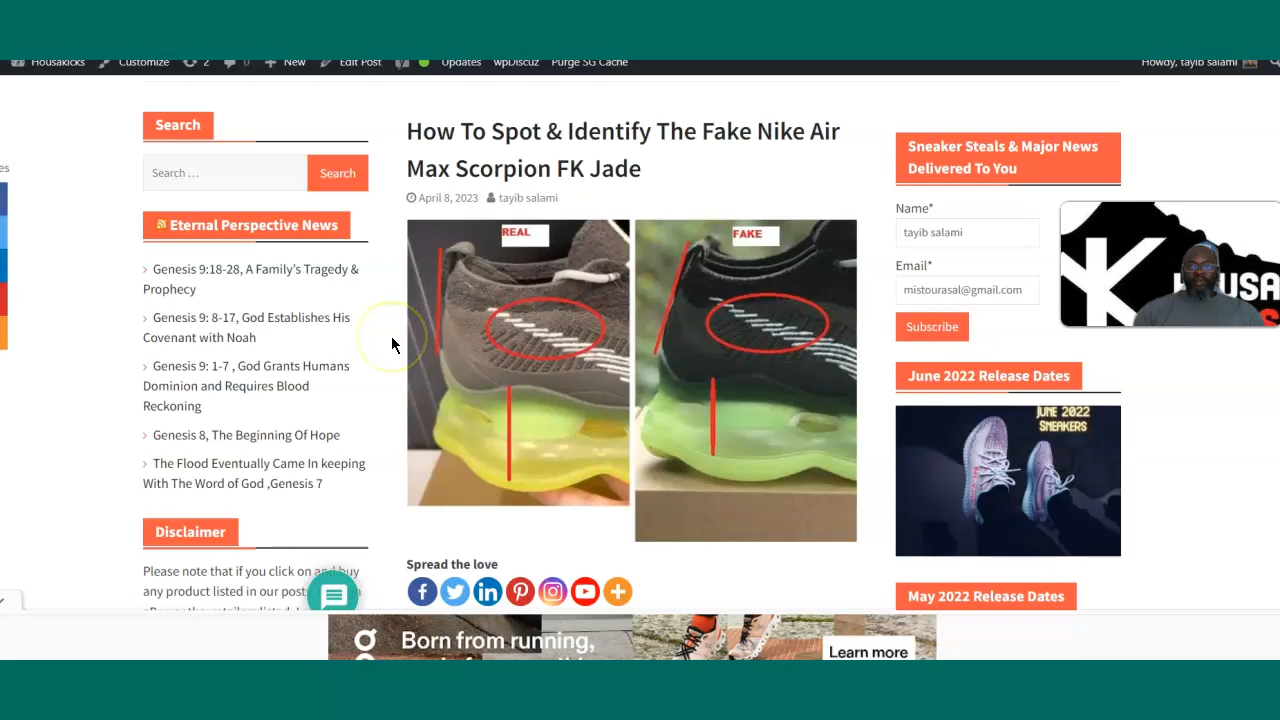 Housakicks Customize 2 0 New Edit Post Updates wpDiscuz Purge SG Cache Howdy, tayib salami
Search
Search ... Search
Eternal Perspective News
Genesis 9:18-28, A Family's Tragedy &
Prophecy
Genesis 9: 8-17, God Establishes His
Covenant with Noah
Genesis 9: 1-7 , God Grants Humans
Dominion and Requires Blood
Reckoning
Genesis 8, The Beginning Of Hope
The Flood Eventually Came In keeping
With The Word of God ,Genesis 7
Disclaimer
Please note that if you click on and buy
any product listed in our post
How To Spot & Identify The Fake Nike Air
Max Scorpion FK Jade
April 8, 2023 tayib salami
REAL
FAKE
Spread the love
Sneaker Steals & Major News
Delivered To You
Name*
tayib salami
Email*
mistourasal@gmail.com
Subscribe
K
June 2022 Release Dates
JUNE 2022
SNEAKERS
May 2022 Release Dates
Born from running,
Learn more